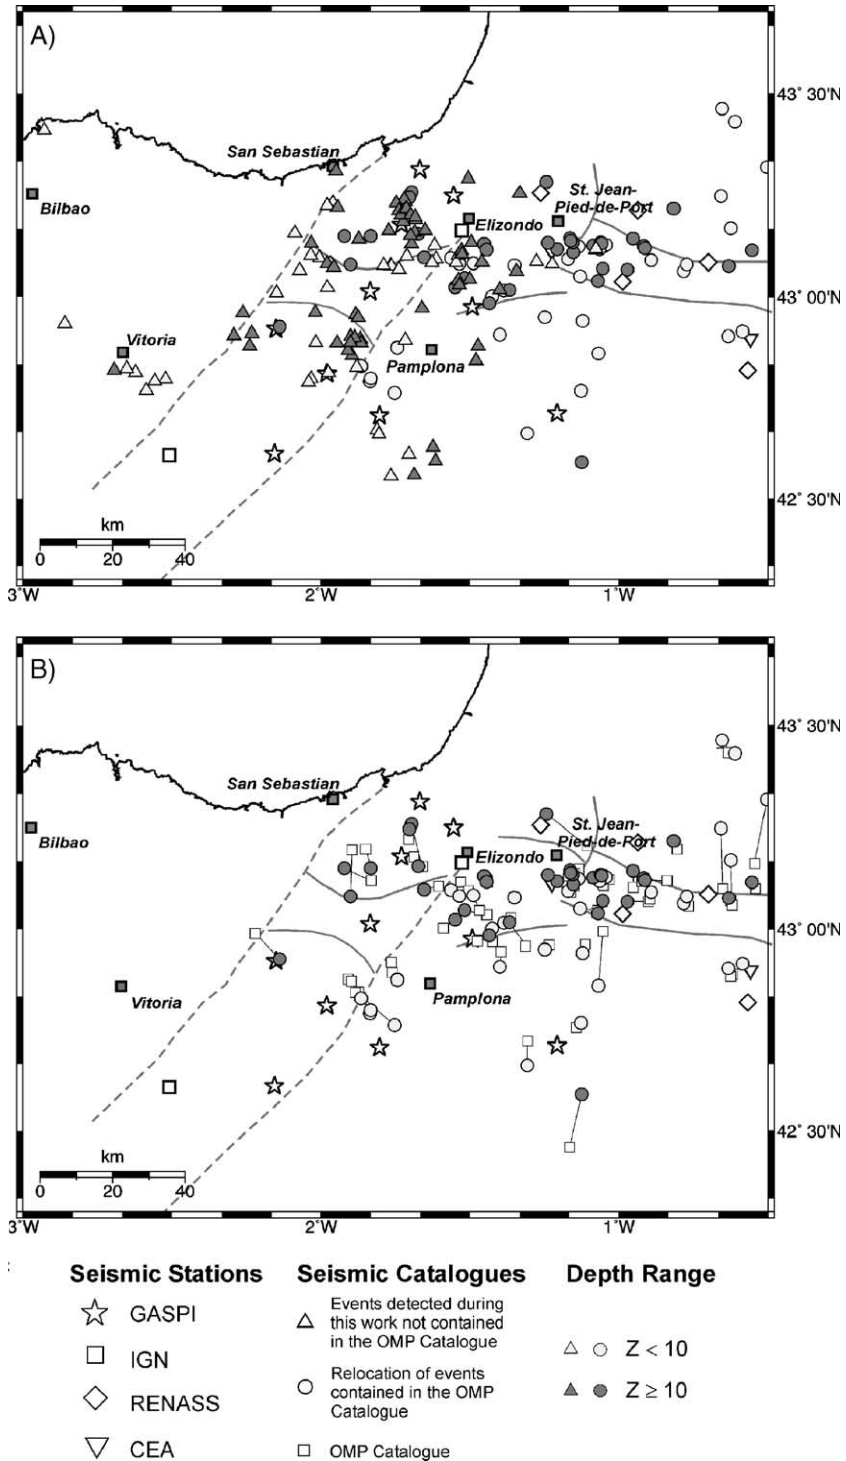 A)
43° 30'N
San Sebastian
St. Jean-
Pied-de-Port
Bilbao
Elizondo
43° 00'N
Vitoria
Pamplona
42° 30'N
km
0 20 40
3°W 2°W 1°W
B)
43° 30'N
San Sebastian
St. Jean-
Pied-de-Port
Bilbao
Elizondo
43° 00'N
Vitoria
Pamplona
42° 30'N
km
0 20 40
3°W 2°W 1°W
Seismic Stations
GASPI
IGN
RENASS
CEA
Seismic Catalogues
Events detected during
this work not contained
in the OMP Catalogue
Relocation of events
contained in the OMP
Catalogue
OMP Catalogue
Depth Range
Z < 10
Z ≥ 10